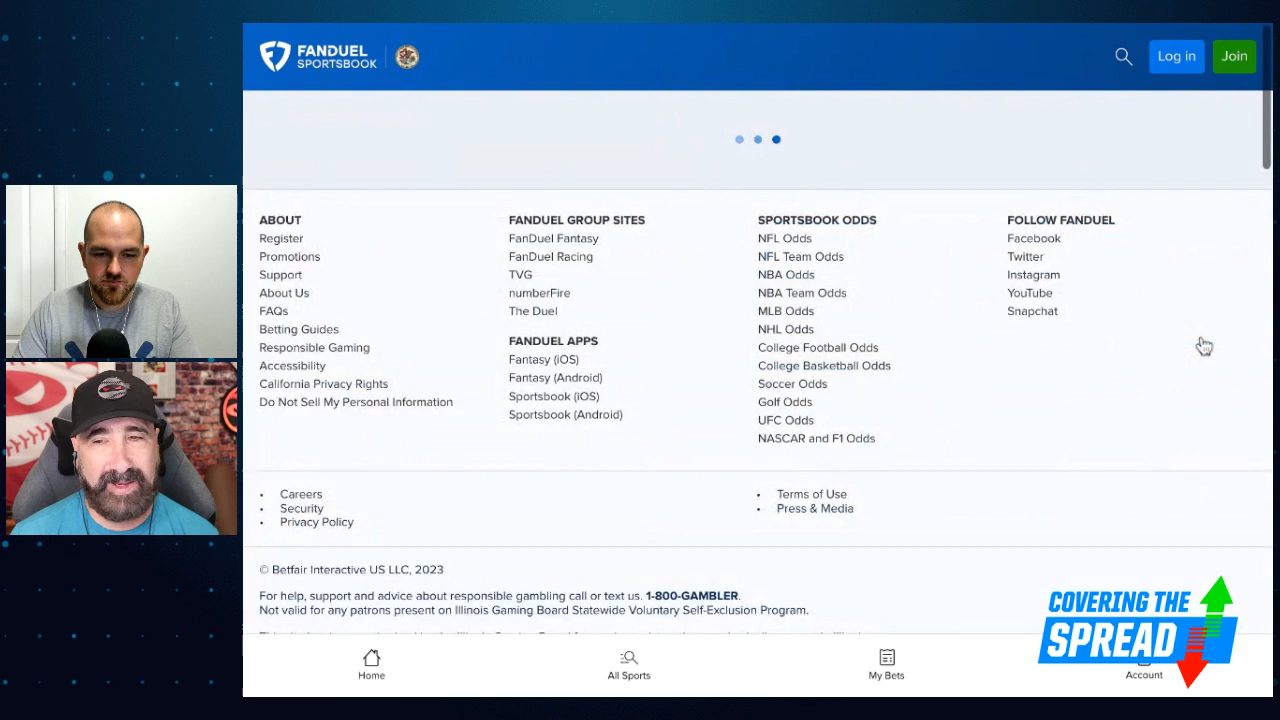 FANDUEL
SPORTSBOOK
Log in
Join
ABOUT
Register
Promotions
Support
About Us
FAQs
Betting Guides
Responsible Gaming
Accessibility
California Privacy Rights
Do Not Sell My Personal Information
FANDUEL GROUP SITES
FanDuel Fantasy
FanDuel Racing
TVG
numberFire
The Duel
FANDUEL APPS
Fantasy (iOS)
Fantasy (Android)
Sportsbook (iOS)
Sportsbook (Android)
SPORTSBOOK ODDS
NFL Odds
NFL Team Odds
NBA Odds
NBA Team Odds
MLB Odds
NHL Odds
College Football Odds
College Basketball Odds
Soccer Odds
Golf Odds
UFC Odds
NASCAR and F1 Odds
FOLLOW FANDUEL
Facebook
Twitter
Instagram
YouTube
Snapchat
• Careers
• Security
• Privacy Policy
• Terms of Use
• Press & Media
© Betfair Interactive US LLC, 2023
For help, support and advice about responsible gambling call or text us. 1-800-GAMBLER.
Not valid for any patrons present on Illinois Gaming Board Statewide Voluntary Self-Exclusion Program.
Home
All Sports
My Bets
Account
COVERING THE
SPREAD